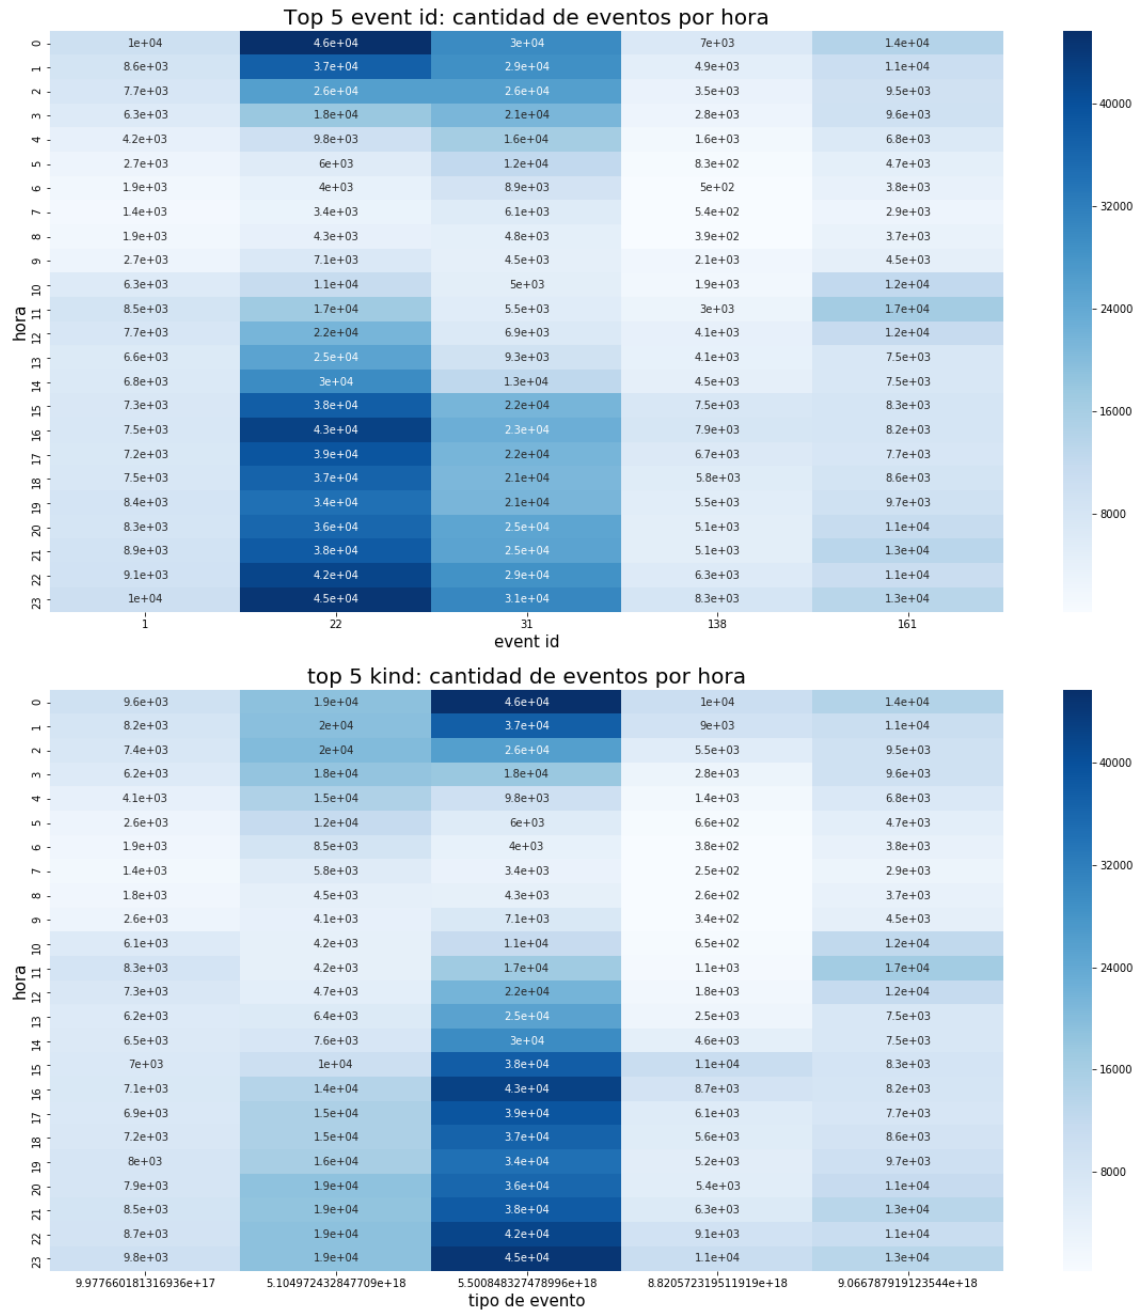 Top 5 event id: cantidad de eventos por hora
0 1e+04 4.6e+04 3e+04 7e+03 1.4e+04
1 8.6e+03 3.7e+04 2.9e+04 4.9e+03 1.1e+04
2 7.7e+03 2.6e+04 2.6e+04 3.5e+03 9.5e+03
3 6.3e+03 1.8e+04 2.1e+04 2.8e+03 9.6e+03
4 4.2e+03 9.8e+03 1.6e+04 1.6e+03 6.8e+03
5 2.7e+03 6e+03 1.2e+04 8.3e+02 4.7e+03
6 1.9e+03 4e+03 8.9e+03 5e+02 3.8e+03
7 1.4e+03 3.4e+03 6.1e+03 5.4e+02 2.9e+03
8 1.9e+03 4.3e+03 4.8e+03 3.9e+02 3.7e+03
9 2.7e+03 7.1e+03 4.5e+03 2.1e+03 4.5e+03
10 6.3e+03 1.1e+04 5e+03 1.9e+03 1.2e+04
11 8.5e+03 1.7e+04 5.5e+03 3e+03 1.7e+04
12 7.7e+03 2.2e+04 6.9e+03 4.1e+03 1.2e+04
13 6.6e+03 2.5e+04 9.3e+03 4.1e+03 7.5e+03
14 6.8e+03 3e+04 1.3e+04 4.5e+03 7.5e+03
15 7.3e+03 3.8e+04 2.2e+04 7.5e+03 8.3e+03
16 7.5e+03 4.3e+04 2.3e+04 7.9e+03 8.2e+03
17 7.2e+03 3.9e+04 2.2e+04 6.7e+03 7.7e+03
18 7.5e+03 3.7e+04 2.1e+04 5.8e+03 8.6e+03
19 8.4e+03 3.4e+04 2.1e+04 5.5e+03 9.7e+03
20 8.3e+03 3.6e+04 2.5e+04 5.1e+03 1.1e+04
21 8.9e+03 3.8e+04 2.5e+04 5.1e+03 1.3e+04
22 9.1e+03 4.2e+04 2.9e+04 6.3e+03 1.1e+04
23 1e+04 4.5e+04 3.1e+04 8.3e+03 1.3e+04
hora
1 22 31 138 161
event id
40000
32000
24000
16000
8000
top 5 kind: cantidad de eventos por hora
0 9.6e+03 1.9e+04 4.6e+04 1e+04 1.4e+04
1 8.2e+03 2e+04 3.7e+04 9e+03 1.1e+04
2 7.4e+03 2e+04 2.6e+04 5.5e+03 9.5e+03
3 6.2e+03 1.8e+04 1.8e+04 2.8e+03 9.6e+03
4 4.1e+03 1.5e+04 9.8e+03 1.4e+03 6.8e+03
5 2.6e+03 1.2e+04 6e+03 6.6e+02 4.7e+03
6 1.9e+03 8.5e+03 4e+03 3.8e+02 3.8e+03
7 1.4e+03 5.8e+03 3.4e+03 2.5e+02 2.9e+03
8 1.8e+03 4.5e+03 4.3e+03 2.6e+02 3.7e+03
9 2.6e+03 4.1e+03 7.1e+03 3.4e+02 4.5e+03
10 6.1e+03 4.2e+03 1.1e+04 6.5e+02 1.2e+04
11 8.3e+03 4.2e+03 1.7e+04 1.1e+03 1.7e+04
12 7.3e+03 4.7e+03 2.2e+04 1.8e+03 1.2e+04
13 6.2e+03 6.4e+03 2.5e+04 2.5e+03 7.5e+03
14 6.5e+03 7.6e+03 3e+04 4.6e+03 7.5e+03
15 7e+03 1e+04 3.8e+04 1.1e+04 8.3e+03
16 7.1e+03 1.4e+04 4.3e+04 8.7e+03 8.2e+03
17 6.9e+03 1.5e+04 3.9e+04 6.1e+03 7.7e+03
18 7.2e+03 1.5e+04 3.7e+04 5.6e+03 8.6e+03
19 8e+03 1.6e+04 3.4e+04 5.2e+03 9.7e+03
20 7.9e+03 1.9e+04 3.6e+04 5.4e+03 1.1e+04
21 8.5e+03 1.9e+04 3.8e+04 6.3e+03 1.3e+04
22 8.7e+03 1.9e+04 4.2e+04 9.1e+03 1.1e+04
23 9.8e+03 1.9e+04 4.5e+04 1.1e+04 1.3e+04
hora
9.977660181316936e+17 5.104972432847709e+18 5.500848327478996e+18 8.820572319511919e+18 9.066787919123544e+18
tipo de evento
40000
32000
24000
16000
8000